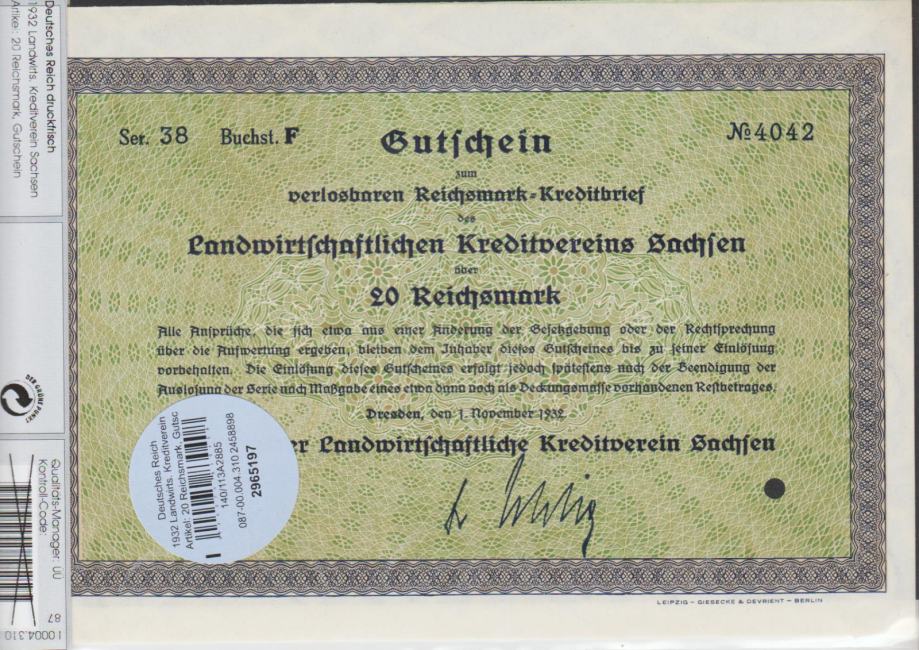 Deutsches Reich druckfrisch
1932 Landwirts. Kreditverein Sachsen
Artikel: 20 Reichsmark, Gutschein
DER GRÜNE PUNKT
Qualitäts-Manager: ÜÜ
Kontroll-Code:
87
10004.310
Ser. 38 Buchst. F
№ 4042
Gutschein
zum
verlosbaren Reichsmark-Kreditbrief
des
Landwirtschaftlichen Kreditvereins Sachsen
über
20 Reichsmark
Alle Ansprüche, die sich etwa aus einer Änderung der Gesetzgebung oder der Rechtsprechung
über die Aufwertung ergeben, bleiben dem Inhaber dieses Gutscheines bis zu seiner Einlösung
vorbehalten. Die Einlösung dieses Gutscheines erfolgt jedoch spätestens nach der Beendigung der
Auslosung der Serie nach Maßgabe eines etwa dann noch als Deckungsmasse vorhandenen Restbetrages.
Dresden, den 1. November 1932
er Landwirtschaftliche Kreditverein Sachsen
Deutsches Reich
1932 Landwirts. Kreditverein
Artikel: 20 Reichsmark, Gutsc
140/113A2885
087-00.004.310 2458898
2965197
LEIPZIG – GIESECKE & DEVRIENT – BERLIN